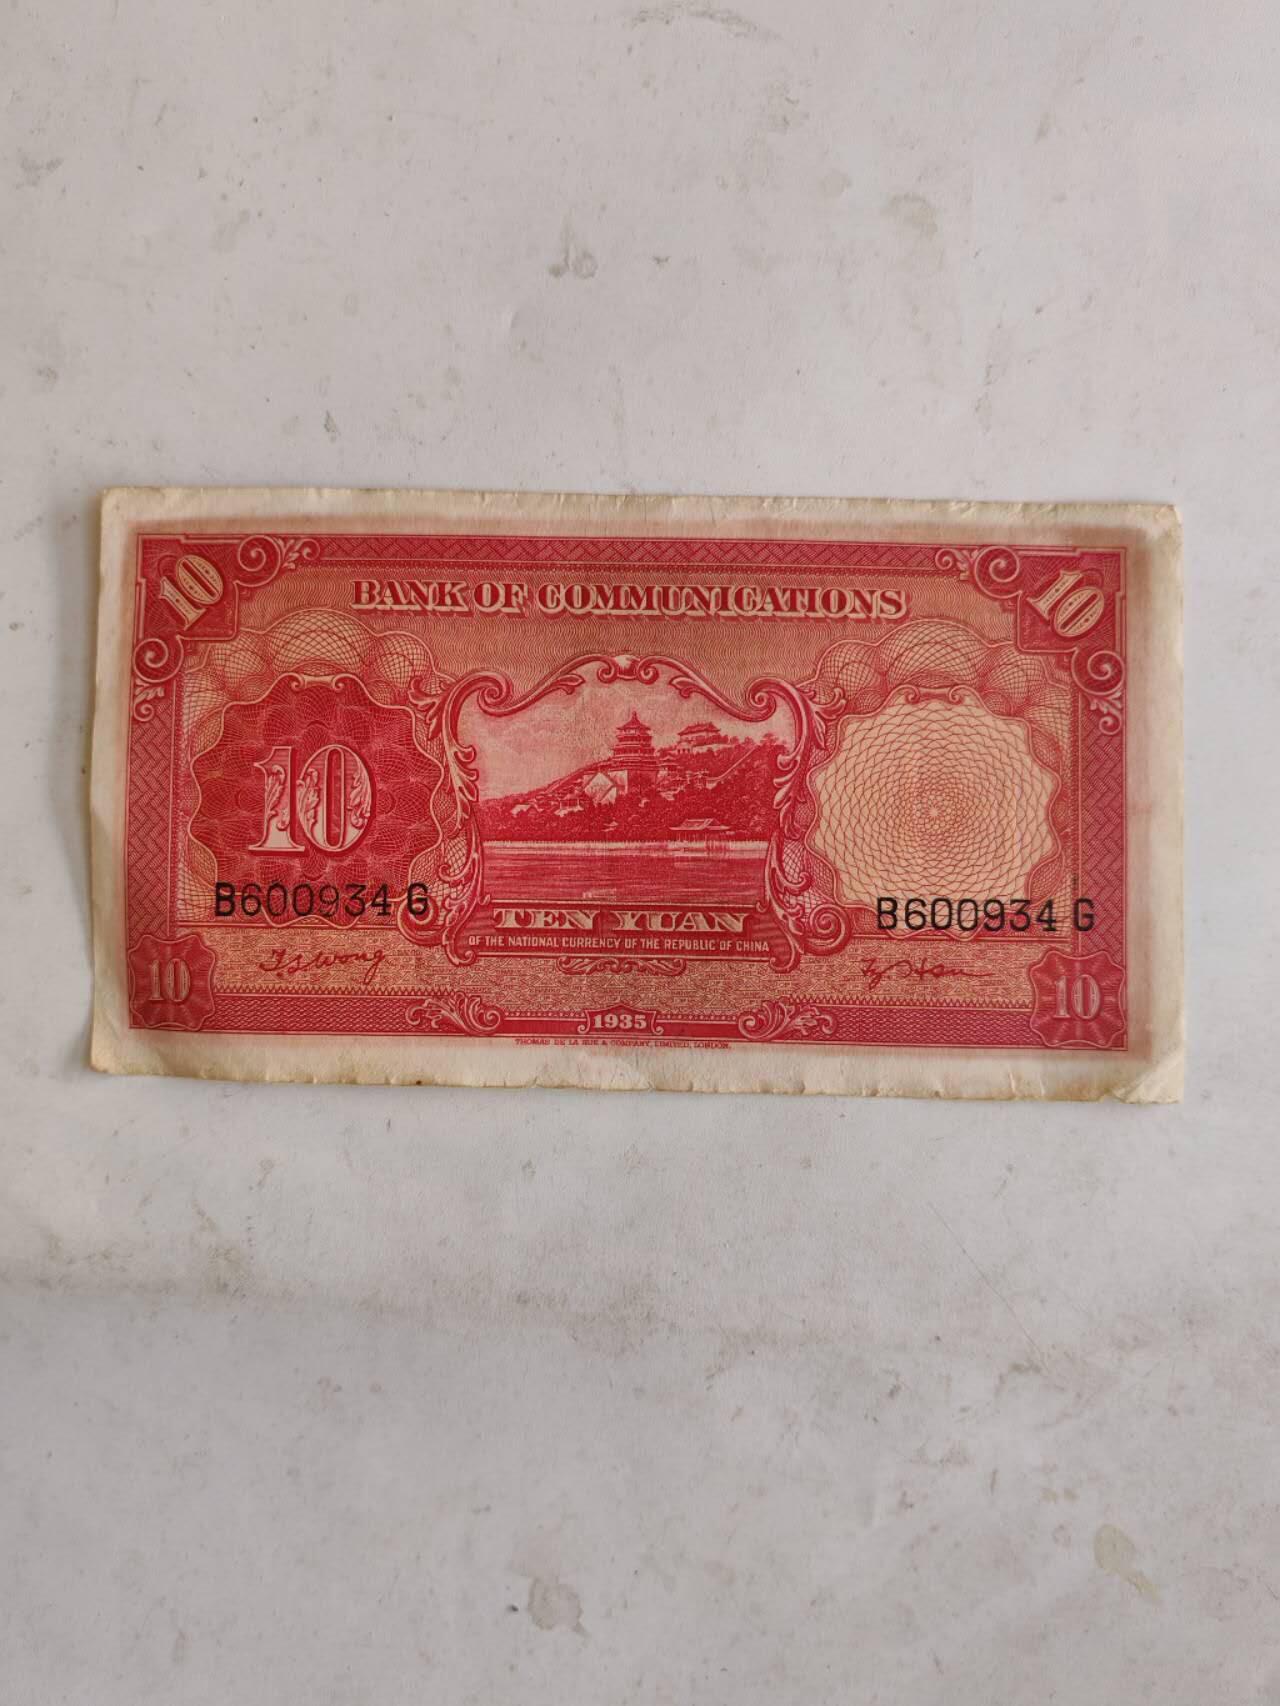 10 10
BANK OF COMMUNICATIONS
10
B600934 G B600934 G
TEN YUAN
OF THE NATIONAL CURRENCY OF THE REPUBLIC OF CHINA
TSWong
10 10
1935
THOMAS DE LA RUE & COMPANY, LIMITED, LONDON.